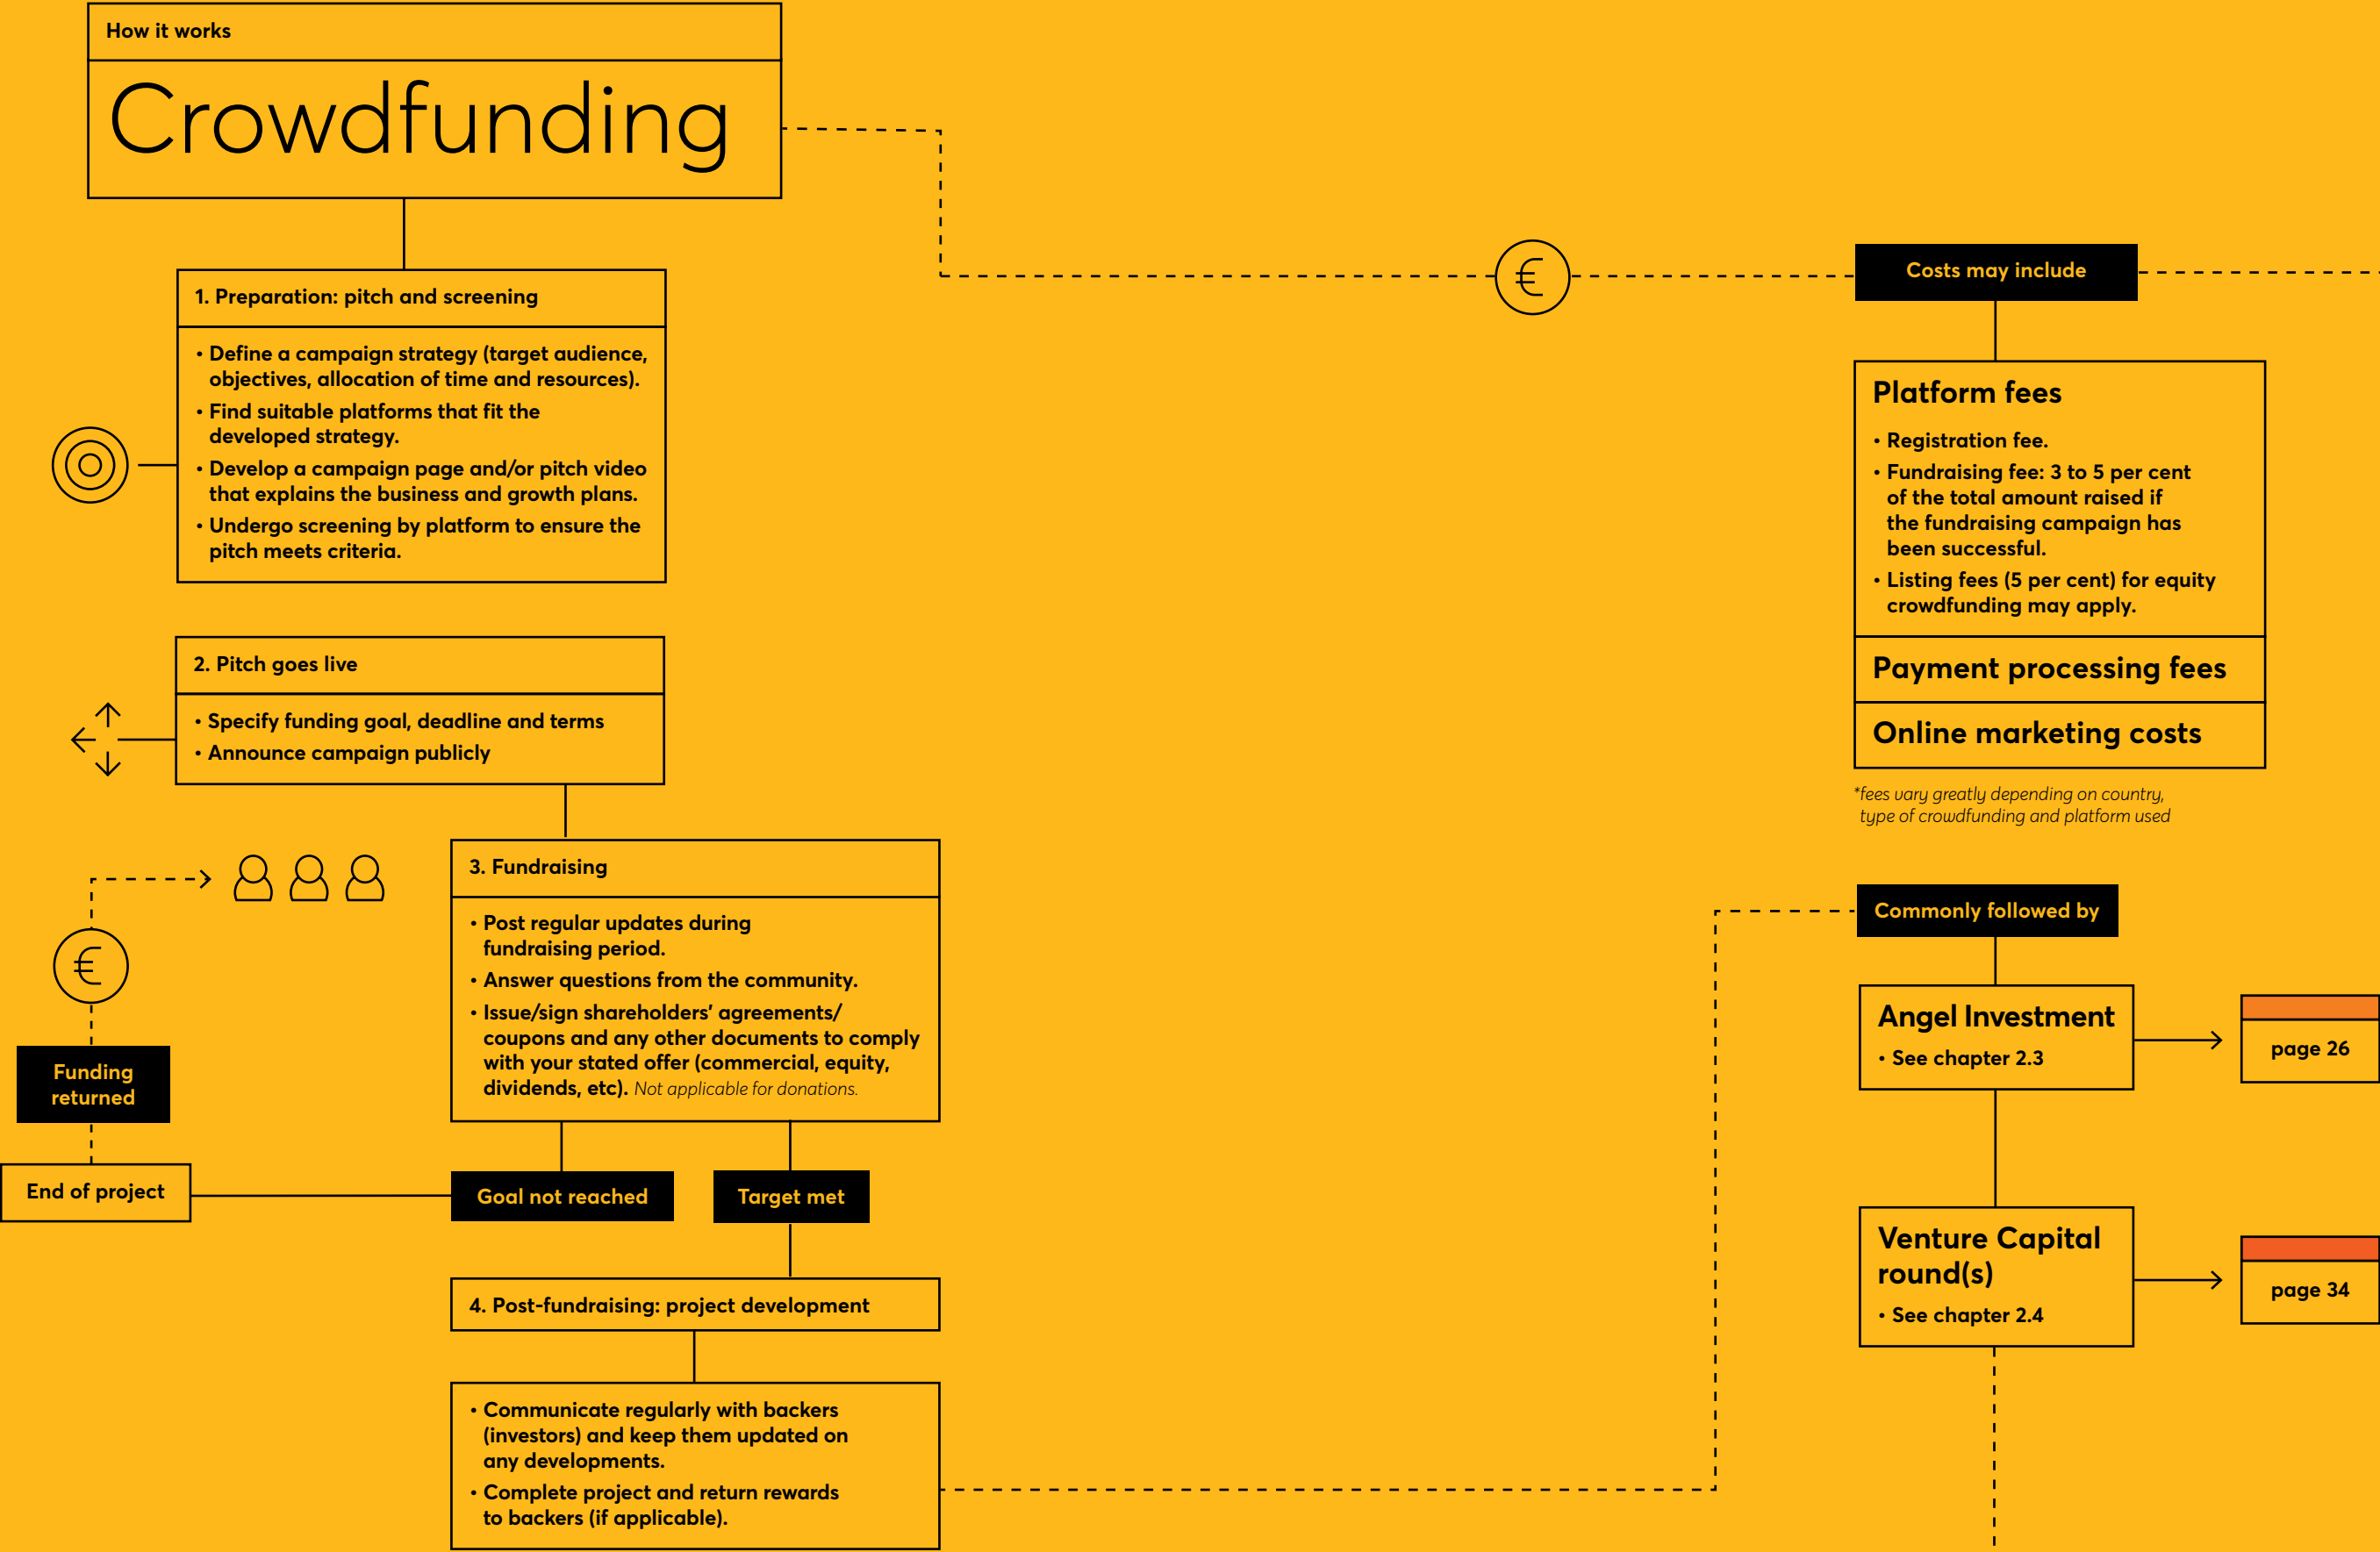 How it works
Crowdfunding
1. Preparation: pitch and screening
• Define a campaign strategy (target audience,
objectives, allocation of time and resources).
• Find suitable platforms that fit the
developed strategy.
• Develop a campaign page and/or pitch video
that explains the business and growth plans.
• Undergo screening by platform to ensure the
pitch meets criteria.
2. Pitch goes live
• Specify funding goal, deadline and terms
• Announce campaign publicly
3. Fundraising
• Post regular updates during
fundraising period.
• Answer questions from the community.
• Issue/sign shareholders’ agreements/
coupons and any other documents to comply
with your stated offer (commercial, equity,
dividends, etc). Not applicable for donations.
€
Funding
returned
End of project
Goal not reached
Target met
4. Post-fundraising: project development
• Communicate regularly with backers
(investors) and keep them updated on
any developments.
• Complete project and return rewards
to backers (if applicable).
€
Costs may include
Platform fees
• Registration fee.
• Fundraising fee: 3 to 5 per cent
of the total amount raised if
the fundraising campaign has
been successful.
• Listing fees (5 per cent) for equity
crowdfunding may apply.
Payment processing fees
Online marketing costs
*fees vary greatly depending on country,
type of crowdfunding and platform used
Commonly followed by
Angel Investment
• See chapter 2.3
page 26
Venture Capital
round(s)
• See chapter 2.4
page 34